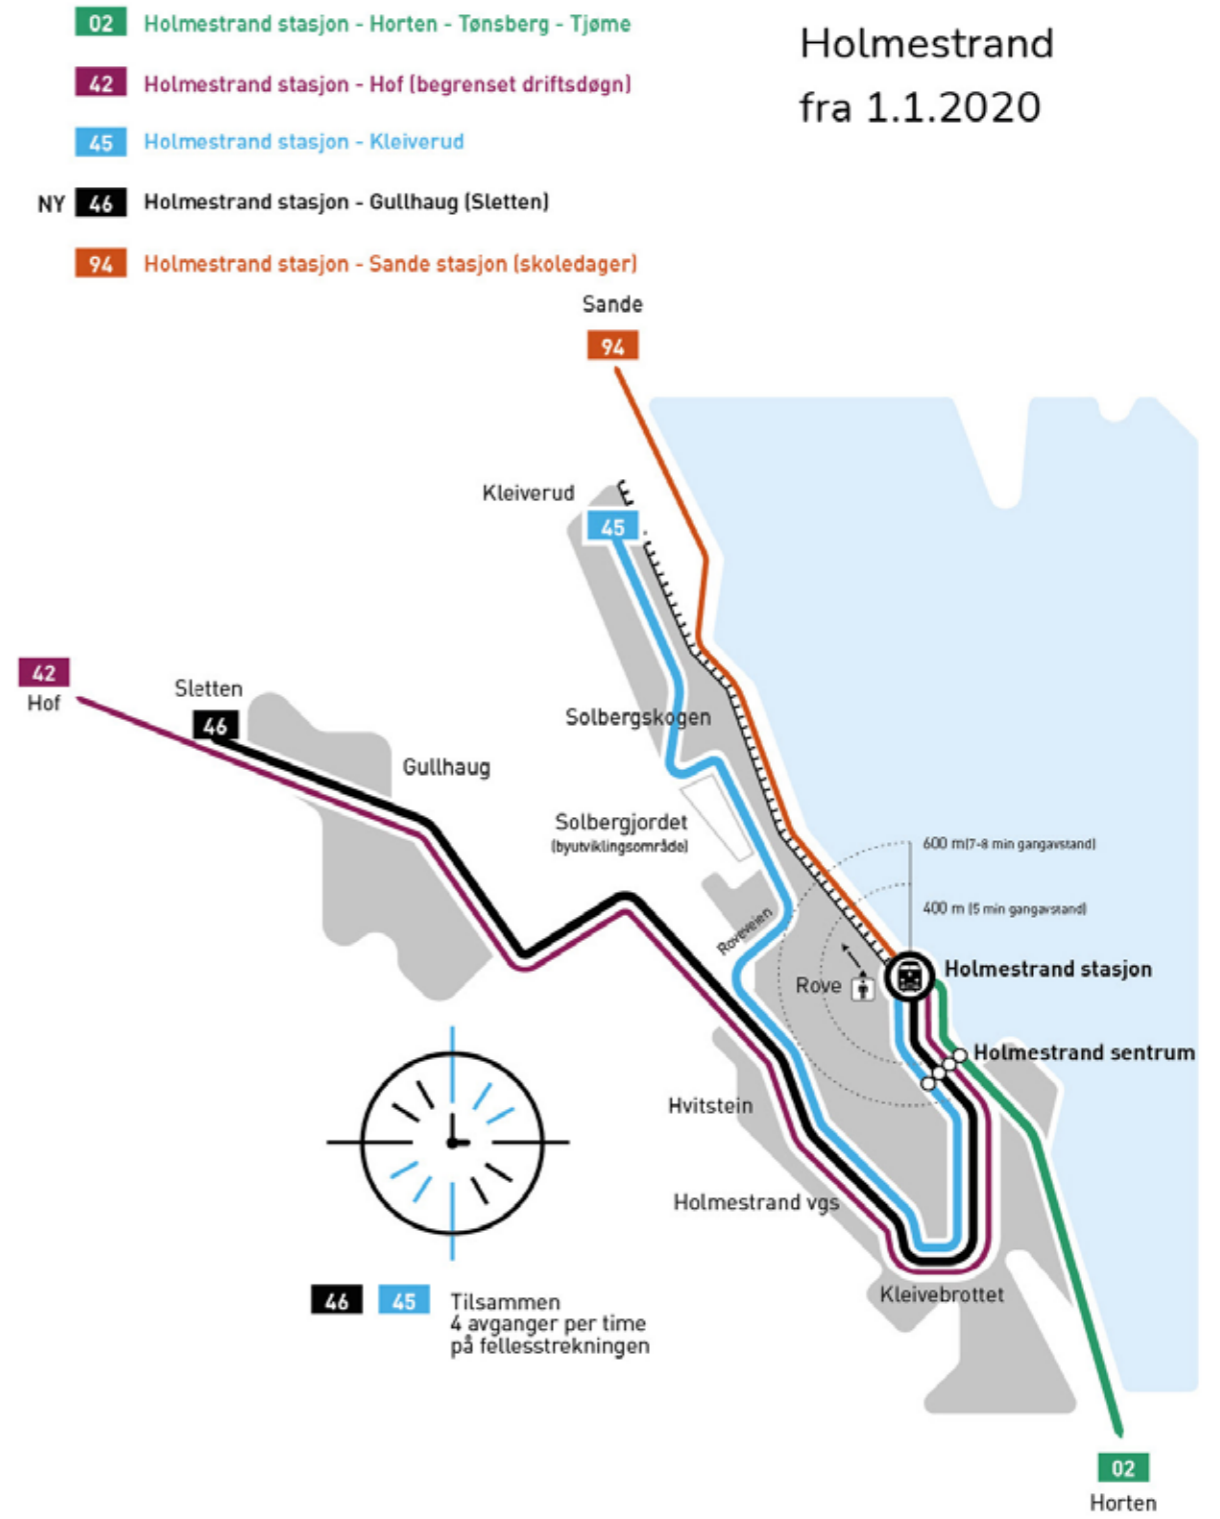 02 Holmestrand stasjon - Horten - Tønsberg - Tjøme
42 Holmestrand stasjon - Hof (begrenset driftsdøgn)
45 Holmestrand stasjon - Kleiverud
NY 46 Holmestrand stasjon - Gullhaug (Sletten)
94 Holmestrand stasjon - Sande stasjon (skoledager)
Holmestrand
fra 1.1.2020
Sande
94
Kleiverud
45
42
Hof
Sletten
46
Gullhaug
Solbergskogen
Solbergjordet
(byutviklingsområde)
600 m(7-8 min gangavstand)
400 m (5 min gangavstand)
Roveveien
Rove
Holmestrand stasjon
Holmestrand sentrum
Hvitstein
Holmestrand vgs
Kleivebrottet
46 45 Tilsammen
4 avganger per time
på fellesstrekningen
02
Horten